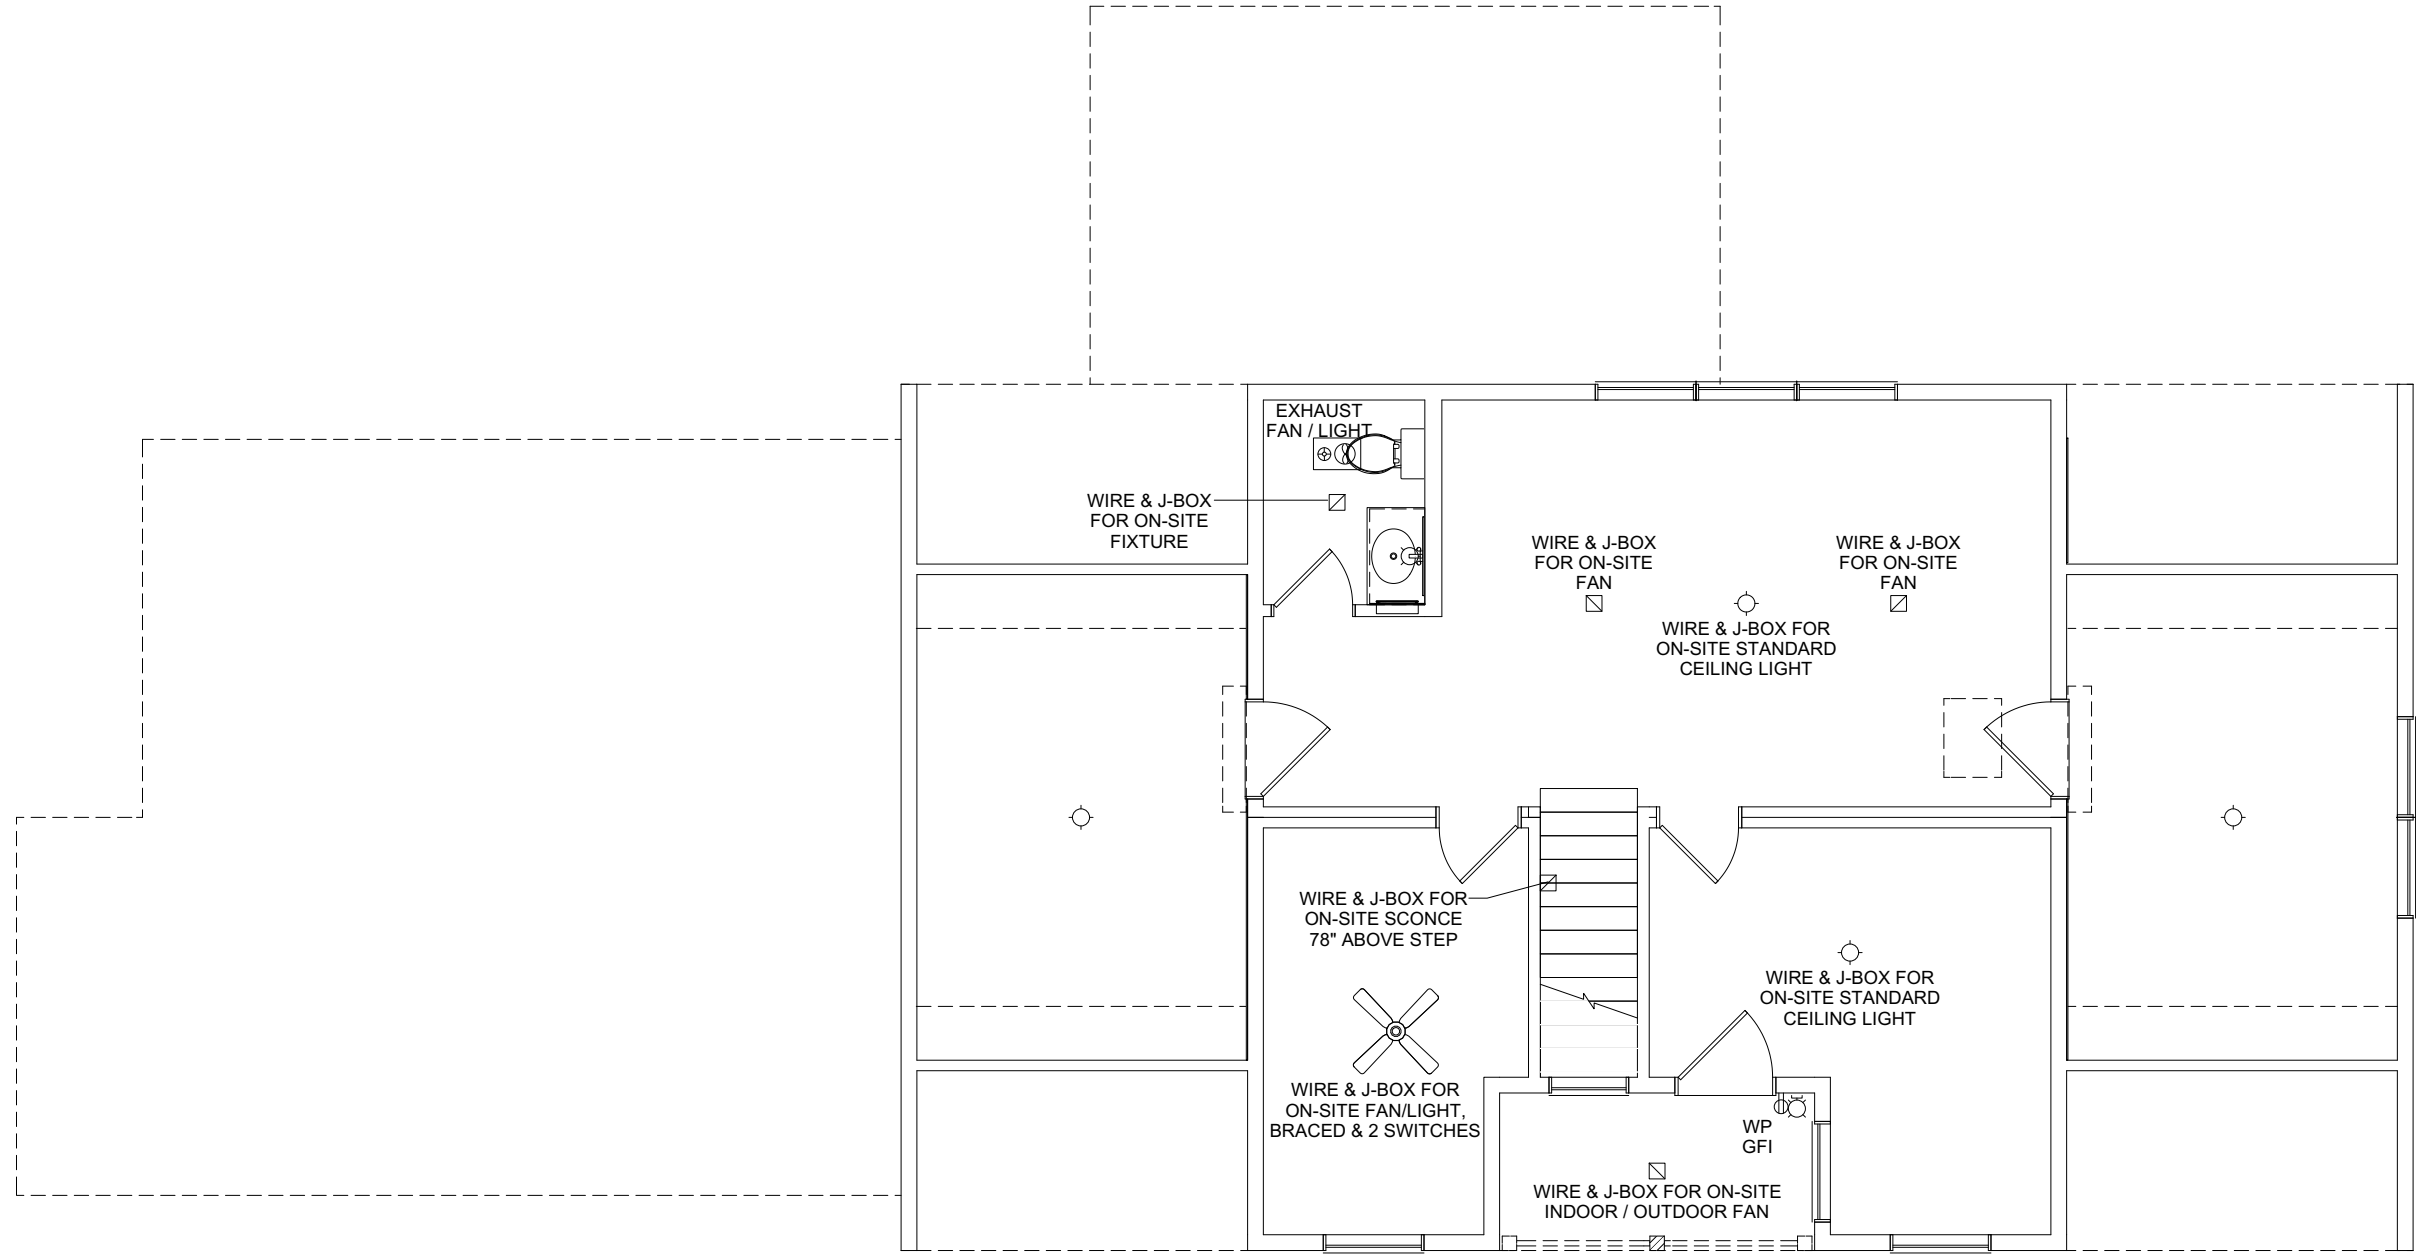 EXHAUST
FAN / LIGHT
WIRE & J-BOX
FOR ON-SITE
FIXTURE
WIRE & J-BOX
FOR ON-SITE
FAN
WIRE & J-BOX
FOR ON-SITE
FAN
WIRE & J-BOX FOR
ON-SITE STANDARD
CEILING LIGHT
WIRE & J-BOX FOR
ON-SITE SCONCE
78" ABOVE STEP
WIRE & J-BOX FOR
ON-SITE STANDARD
CEILING LIGHT
WIRE & J-BOX FOR
ON-SITE FAN/LIGHT,
BRACED & 2 SWITCHES
WP
GFI
WIRE & J-BOX FOR ON-SITE
INDOOR / OUTDOOR FAN